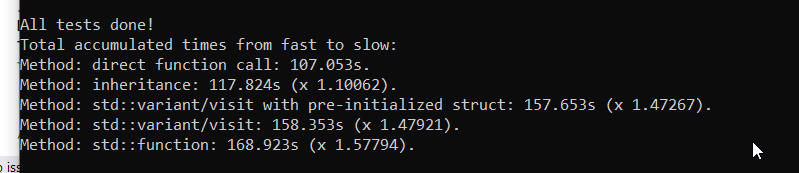 All tests done!
Total accumulated times from fast to slow:
Method: direct function call: 107.053s.
Method: inheritance: 117.824s (x 1.10062).
Method: std::variant/visit with pre-initialized struct: 157.653s (x 1.47267).
Method: std::variant/visit: 158.353s (x 1.47921).
Method: std::function: 168.923s (x 1.57794).